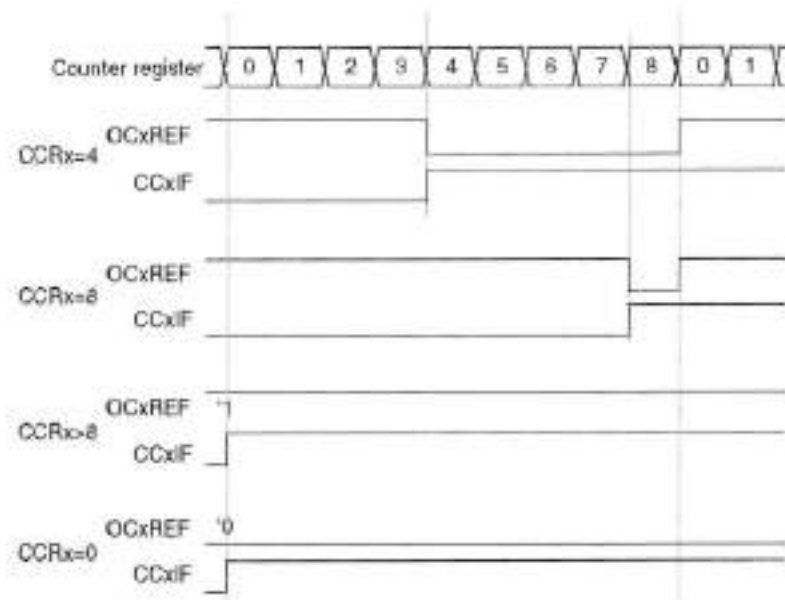 Counter register 0 1 2 3 4 5 6 7 8 0 1
OCxREF
CCRx=4
CCxIF
OCxREF
CCRx=8
CCxIF
OCxREF '1
CCRx>8
CCxIF
OCxREF '0
CCRx=0
CCxIF